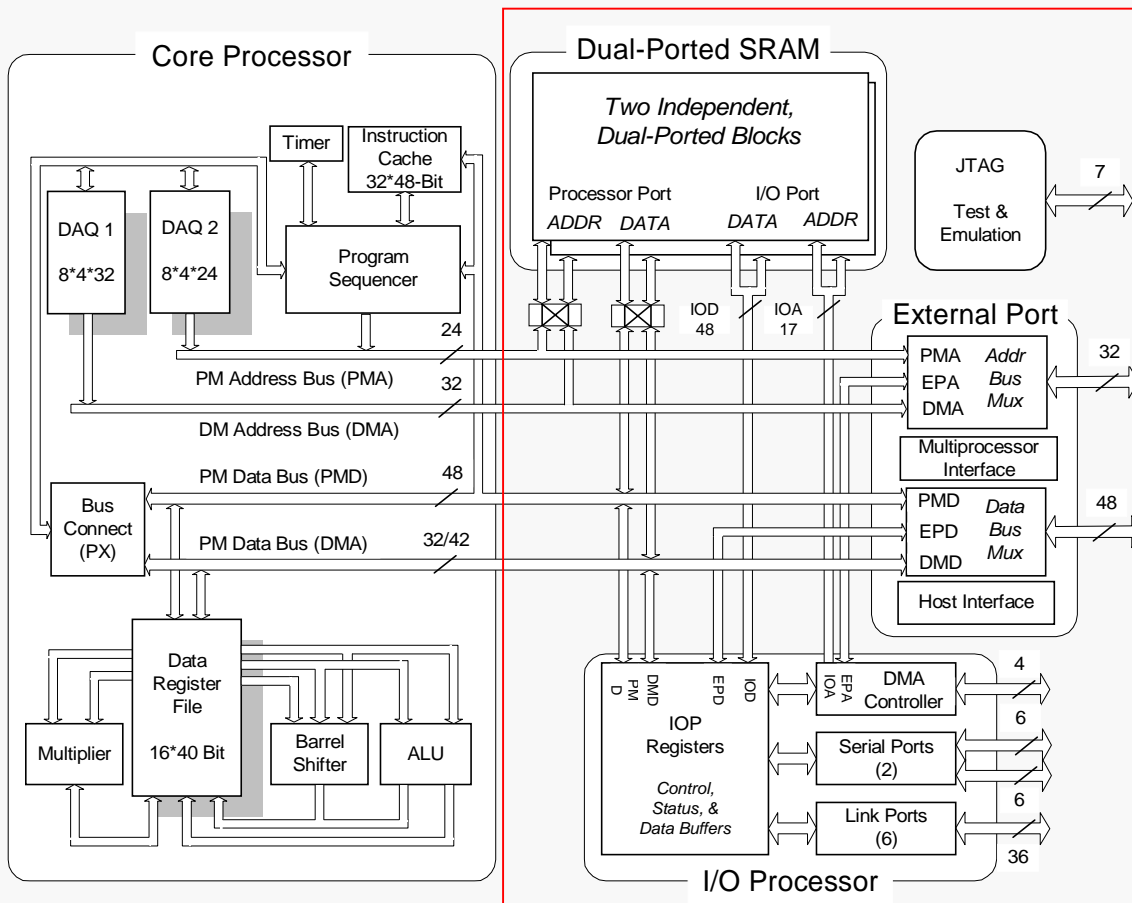 Core Processor
Timer
Instruction
Cache
32*48-Bit
DAQ 1
8*4*32
DAQ 2
8*4*24
Program
Sequencer
24
PM Address Bus (PMA)
32
DM Address Bus (DMA)
PM Data Bus (PMD)
48
Bus
Connect
(PX)
PM Data Bus (DMA)
32/42
Data
Register
File
16*40 Bit
Multiplier
Barrel
Shifter
ALU
Dual-Ported SRAM
Two Independent,
Dual-Ported Blocks
Processor Port
I/O Port
ADDR
DATA
DATA
ADDR
IOD
48
IOA
17
JTAG
Test &
Emulation
7
External Port
PMA
EPA
DMA
Addr
Bus
Mux
32
Multiprocessor
Interface
PMD
EPD
DMD
Data
Bus
Mux
48
Host Interface
PM
D
DMD
EPD
IOD
IOP
Registers
Control,
Status, &
Data Buffers
IOA
EPA
DMA
Controller
4
6
Serial Ports
(2)
6
Link Ports
(6)
36
I/O Processor